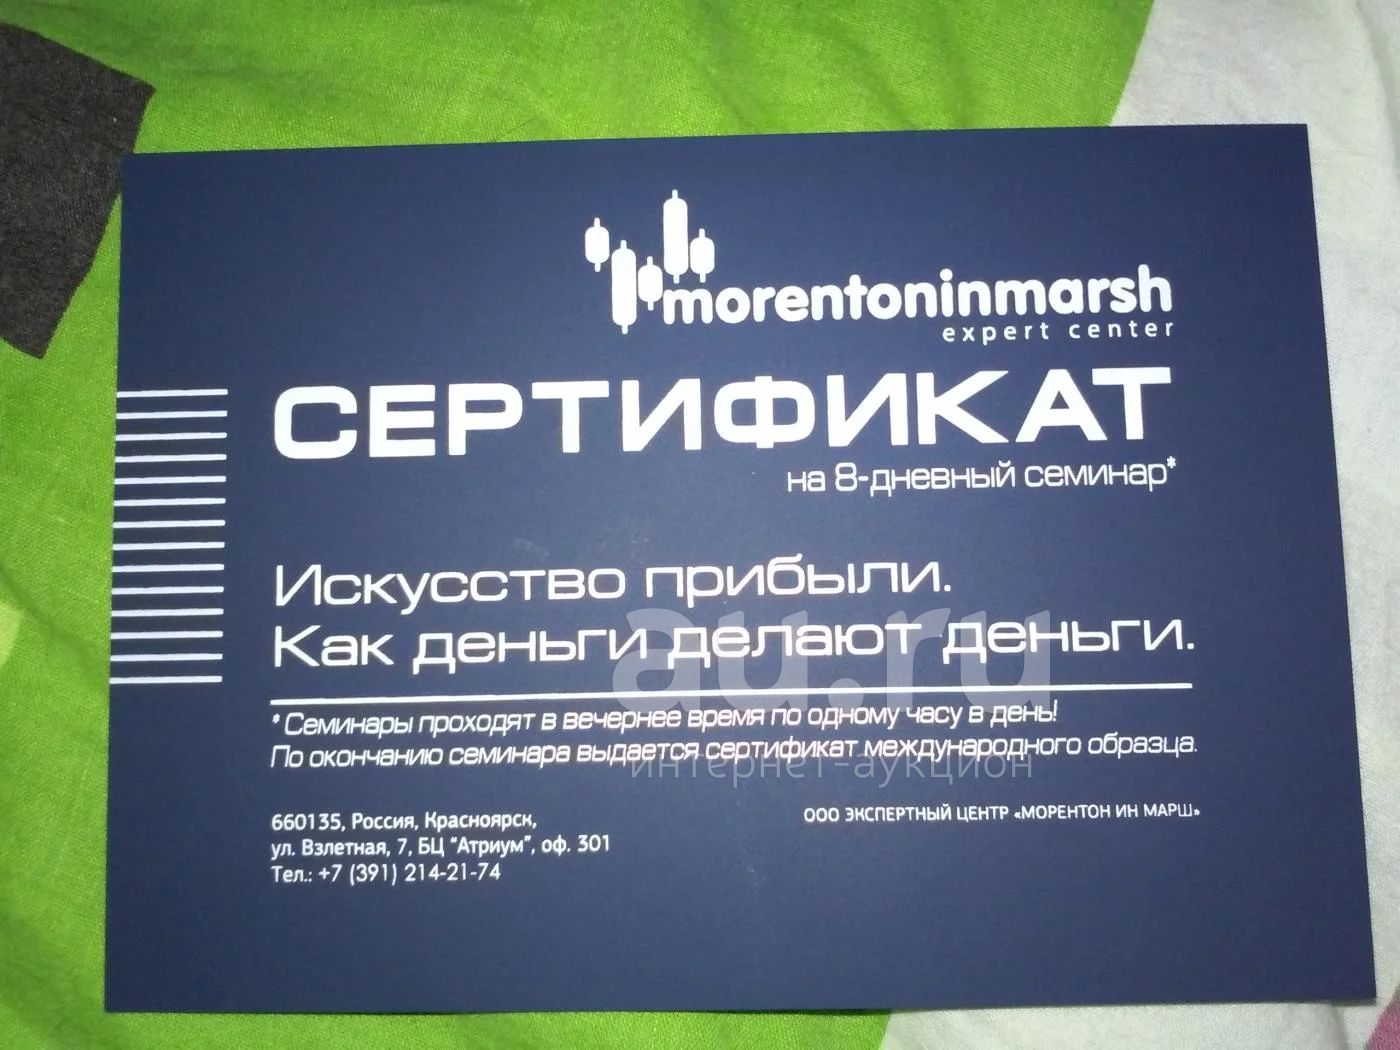 morentoninmarsh
expert center
СЕРТИФИКАТ
на 8-дневный семинар*
Искусство прибыли.
Как деньги делают деньги.
* Семинары проходят в вечернее время по одному часу в день!
По окончанию семинара выдается сертификат международного образца.
660135, Россия, Красноярск,
ул. Взлетная, 7, БЦ "Атриум", оф. 301
Тел.: +7 (391) 214-21-74
ООО ЭКСПЕРТНЫЙ ЦЕНТР «МОРЕНТОН ИН МАРШ»
au.ru
интернет-аукцион